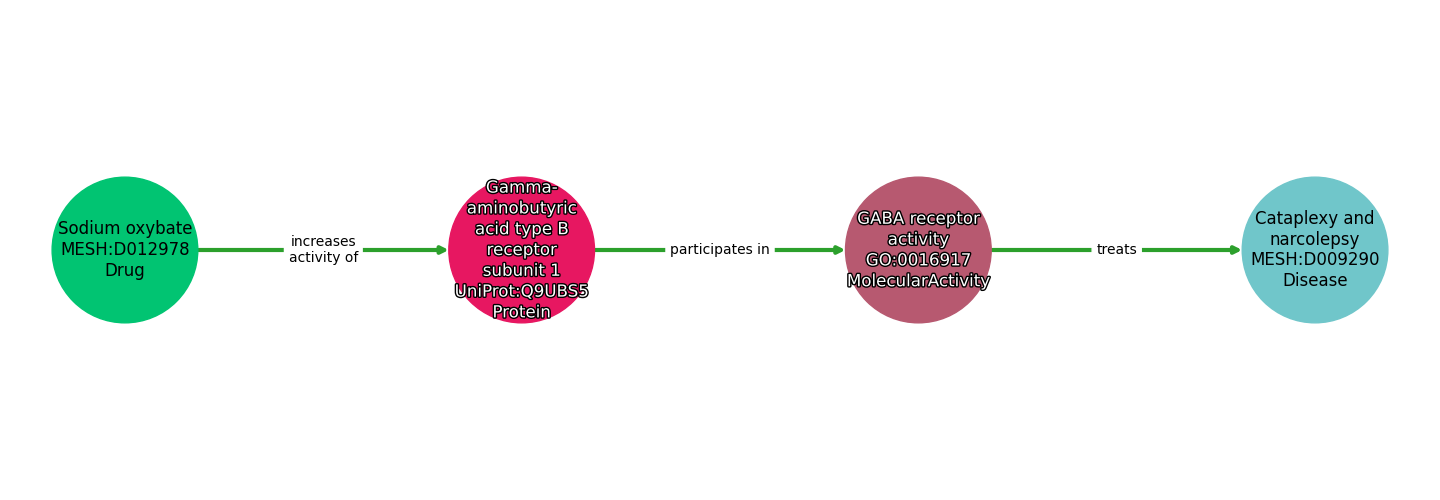 Sodium oxybate
MESH:D012978
Drug
increases
activity of
Gamma-
aminobutyric
acid type B
receptor
subunit 1
UniProt:Q9UBS5
Protein
participates in
GABA receptor
activity
GO:0016917
MolecularActivity
treats
Cataplexy and
narcolepsy
MESH:D009290
Disease